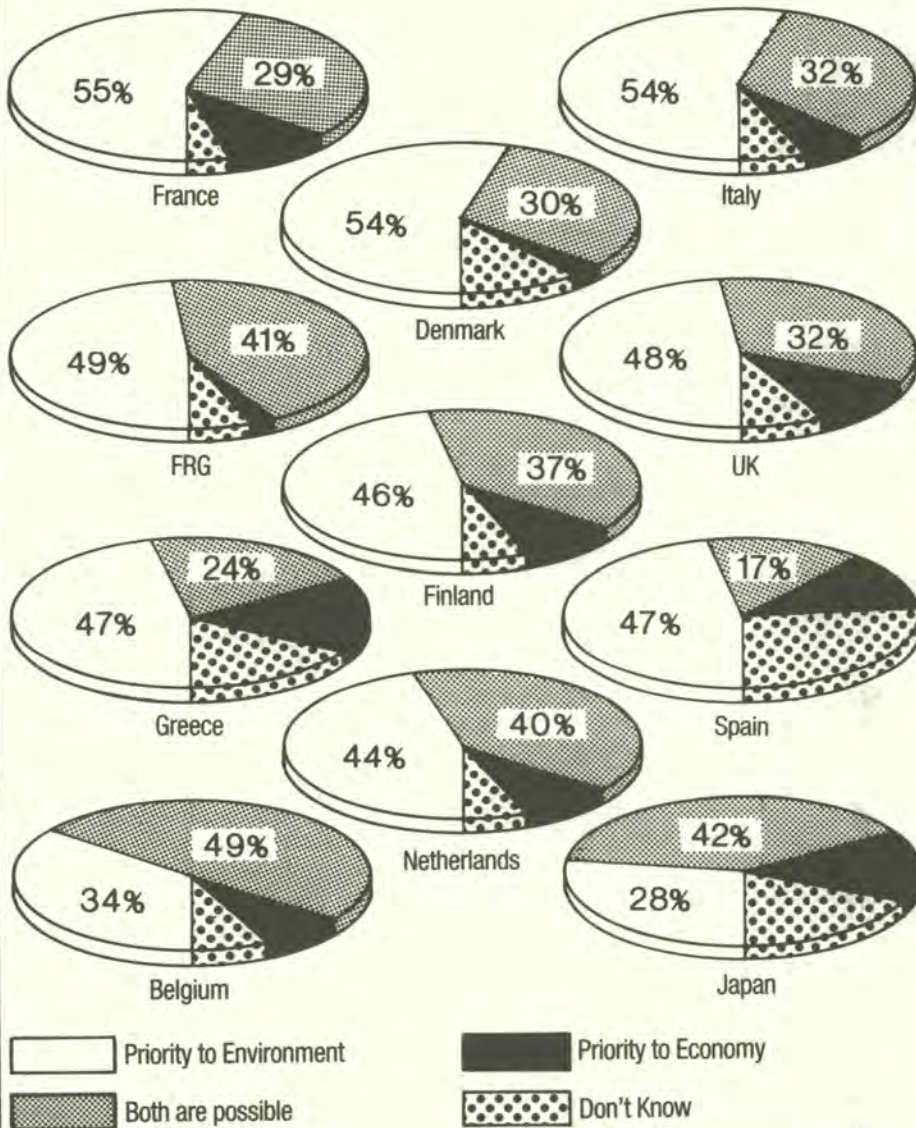 55%
29%
54%
32%
France
Italy
54%
30%
Denmark
49%
41%
48%
32%
FRG
UK
46%
37%
Finland
47%
24%
47%
17%
Greece
Spain
44%
40%
Netherlands
34%
49%
28%
42%
Belgium
Japan
Priority to Environment
Priority to Economy
Both are possible
Don't Know